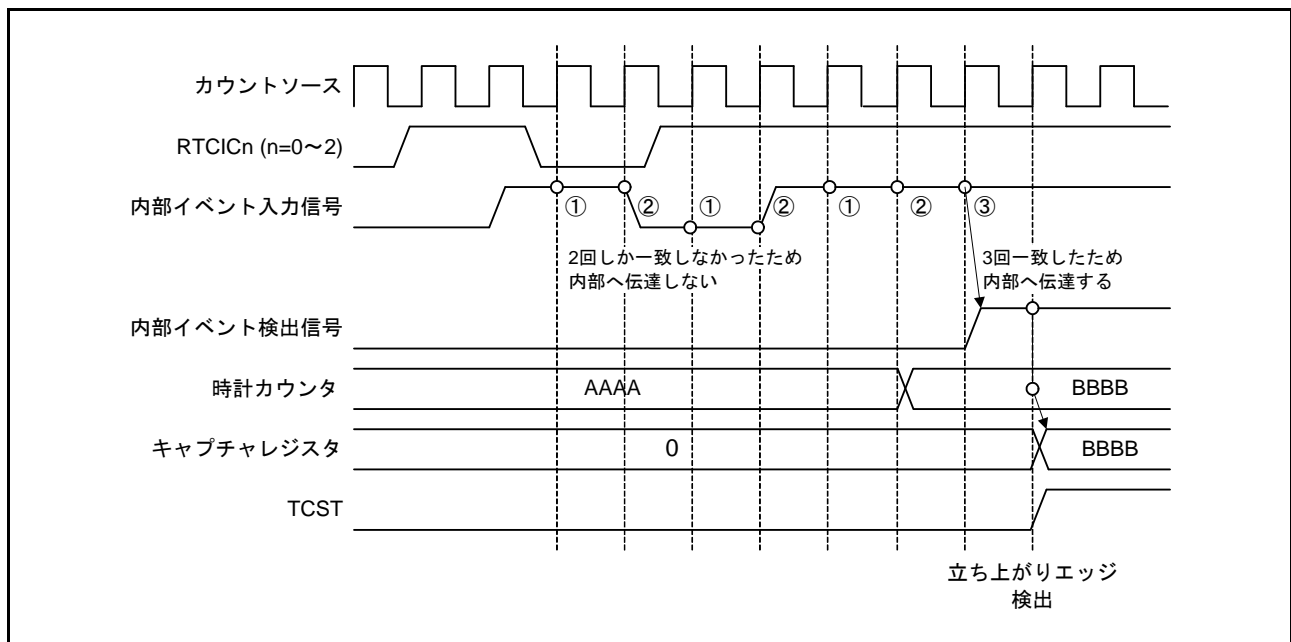 カウントソース
RTCICn (n=0～2)
内部イベント入力信号
① ② ① ② ① ② ③
2回しか一致しなかったため
内部へ伝達しない
3回一致したため
内部へ伝達する
内部イベント検出信号
時計カウンタ
AAAA
BBBB
キャプチャレジスタ
0
BBBB
TCST
立ち上がりエッジ
検出